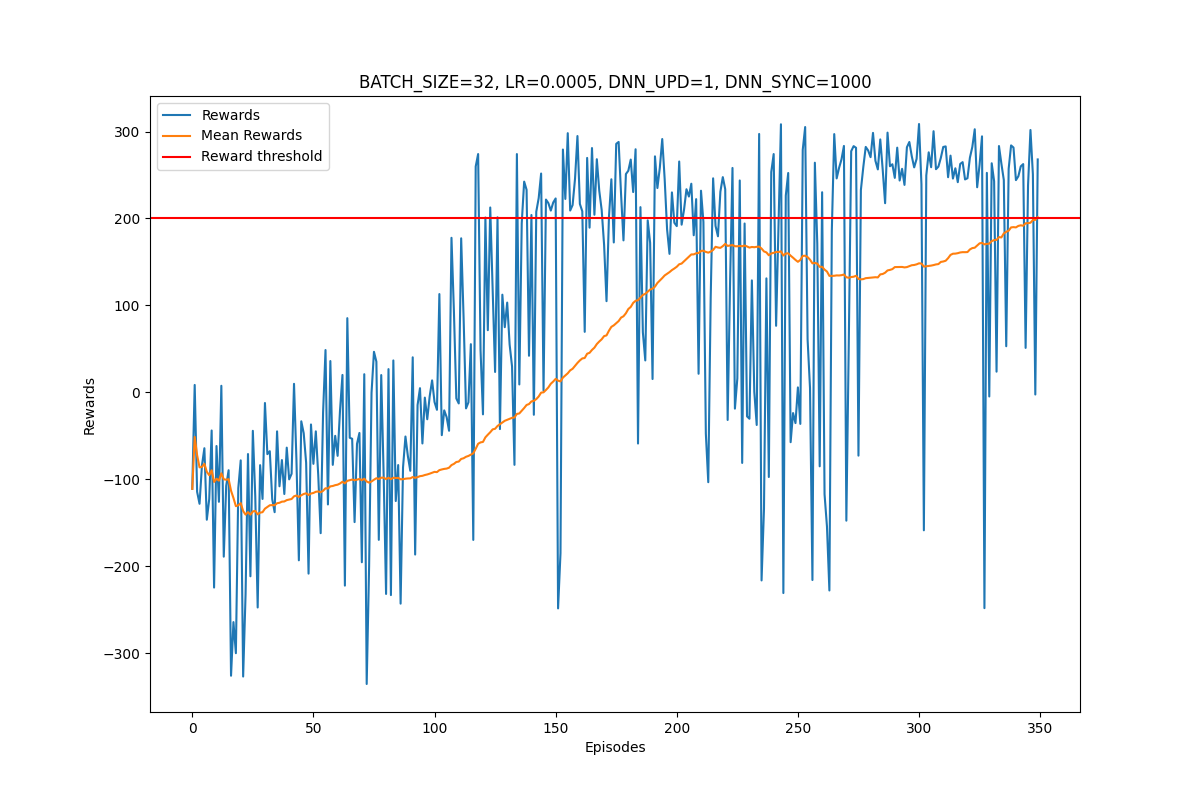 BATCH_SIZE=32, LR=0.0005, DNN_UPD=1, DNN_SYNC=1000
Rewards
Mean Rewards
Reward threshold
300
200
100
0
−100
−200
−300
Rewards
0 50 100 150 200 250 300 350
Episodes